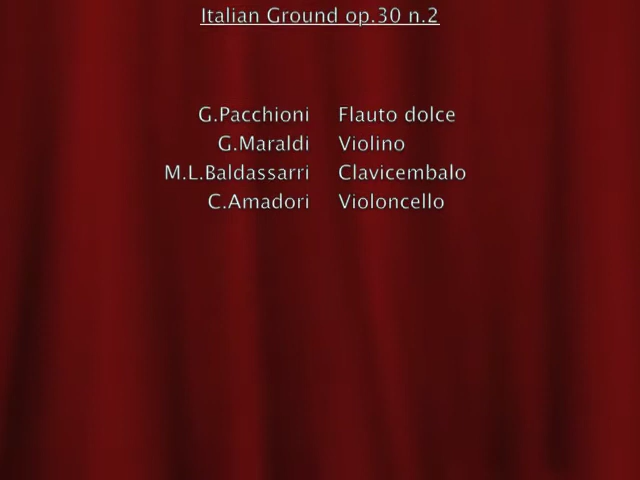 Italian Ground op.30 n.2
G.Pacchioni Flauto dolce
G.Maraldi Violino
M.L.Baldassarri Clavicembalo
C.Amadori Violoncello